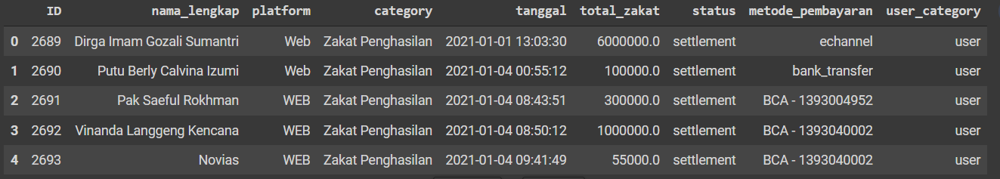 ID nama_lengkap platform category tanggal total_zakat status metode_pembayaran user_category
0 2689 Dirga Imam Gozali Sumantri Web Zakat Penghasilan 2021-01-01 13:03:30 6000000.0 settlement echannel user
1 2690 Putu Berly Calvina Izumi Web Zakat Penghasilan 2021-01-04 00:55:12 100000.0 settlement bank_transfer user
2 2691 Pak Saeful Rokhman WEB Zakat Penghasilan 2021-01-04 08:43:51 300000.0 settlement BCA - 1393004952 user
3 2692 Vinanda Langgeng Kencana WEB Zakat Penghasilan 2021-01-04 08:50:12 1000000.0 settlement BCA - 1393040002 user
4 2693 Novias WEB Zakat Penghasilan 2021-01-04 09:41:49 55000.0 settlement BCA - 1393040002 user